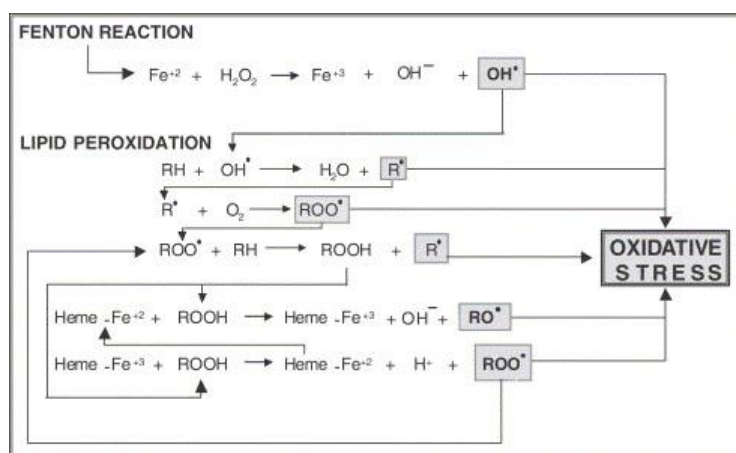 FENTON REACTION
Fe+2 + H2O2 → Fe+3 + OH− + OH•
LIPID PEROXIDATION
RH + OH• → H2O + R•
R• + O2 → ROO•
ROO• + RH → ROOH + R•
OXIDATIVE
STRESS
Heme -Fe+2 + ROOH → Heme -Fe+3 + OH− + RO•
Heme -Fe+3 + ROOH → Heme -Fe+2 + H+ + ROO•